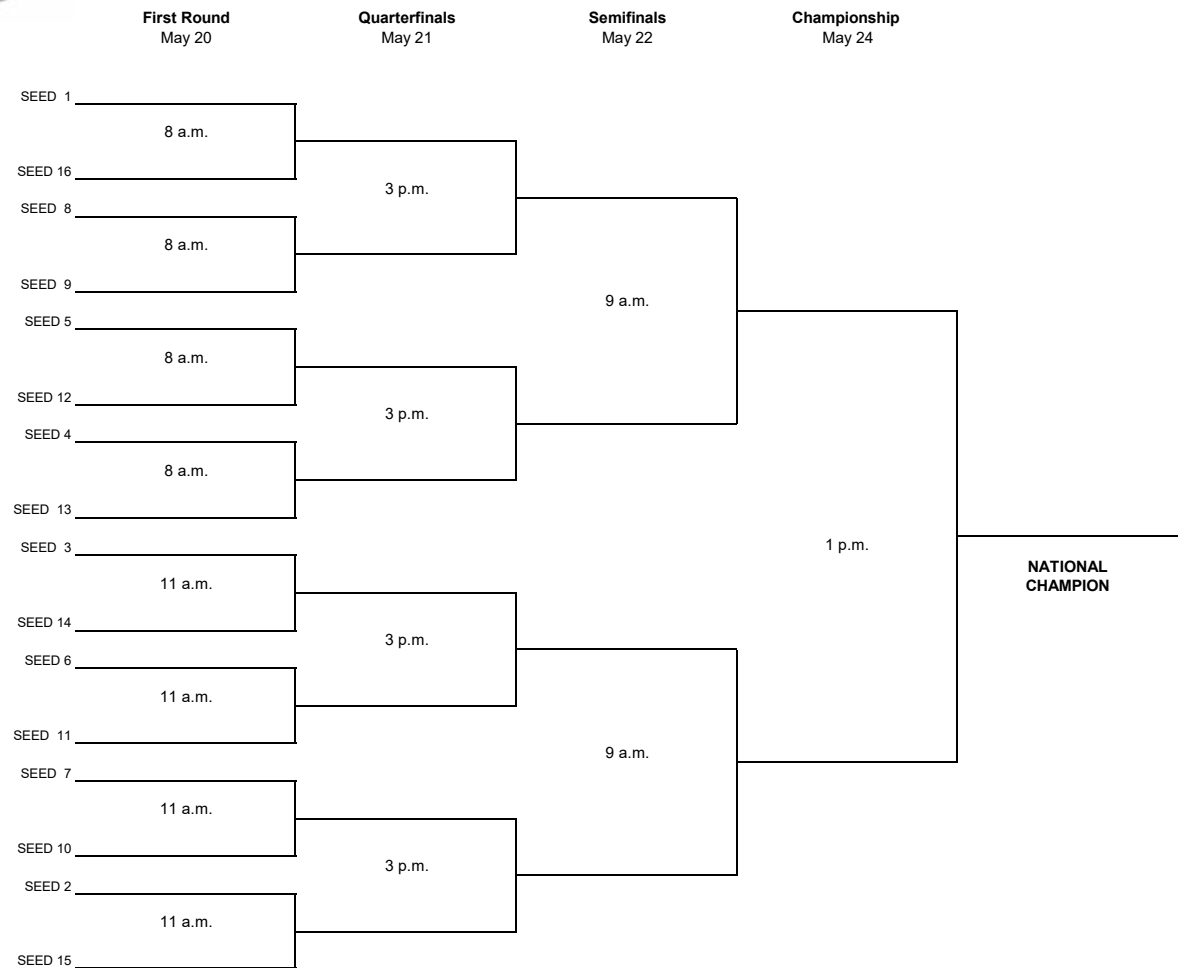 First Round Quarterfinals Semifinals Championship
May 20 May 21 May 22 May 24
SEED 1
8 a.m.
SEED 16
3 p.m.
SEED 8
8 a.m.
SEED 9
9 a.m.
SEED 5
8 a.m.
SEED 12
3 p.m.
SEED 4
8 a.m.
SEED 13
1 p.m.
SEED 3
NATIONAL
CHAMPION
11 a.m.
SEED 14
3 p.m.
SEED 6
11 a.m.
SEED 11
9 a.m.
SEED 7
11 a.m.
SEED 10
3 p.m.
SEED 2
11 a.m.
SEED 15